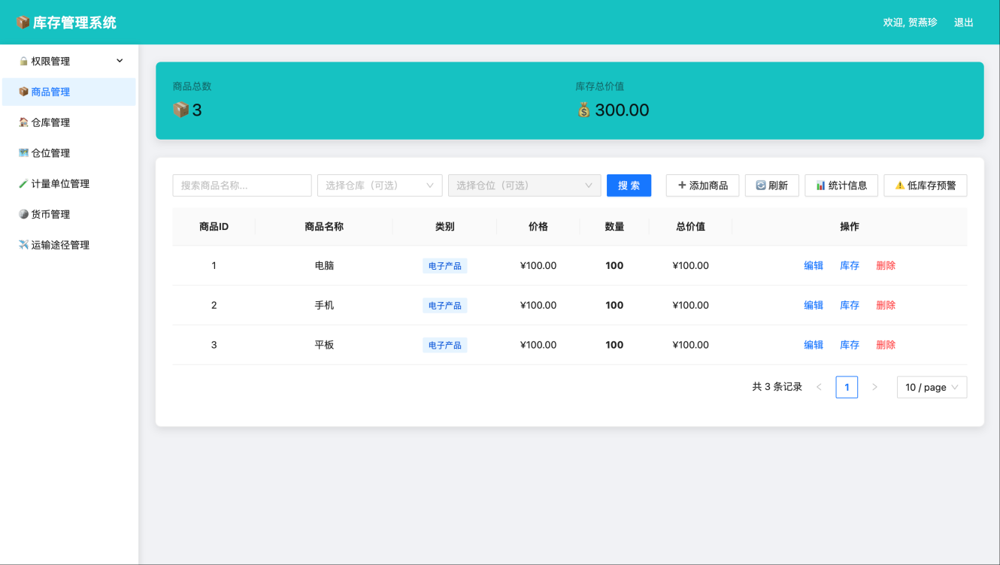 库存管理系统
欢迎, 贺燕珍 退出
权限管理
商品管理
仓库管理
仓位管理
计量单位管理
货币管理
运输途径管理
商品总数 库存总价值
3 300.00
搜索商品名称... 选择仓库（可选） 选择仓位（可选） 搜 索 + 添加商品 刷新 统计信息 低库存预警
商品ID 商品名称 类别 价格 数量 总价值 操作
1 电脑 电子产品 ¥100.00 100 ¥100.00 编辑 库存 删除
2 手机 电子产品 ¥100.00 100 ¥100.00 编辑 库存 删除
3 平板 电子产品 ¥100.00 100 ¥100.00 编辑 库存 删除
共 3 条记录 < 1 > 10 / page